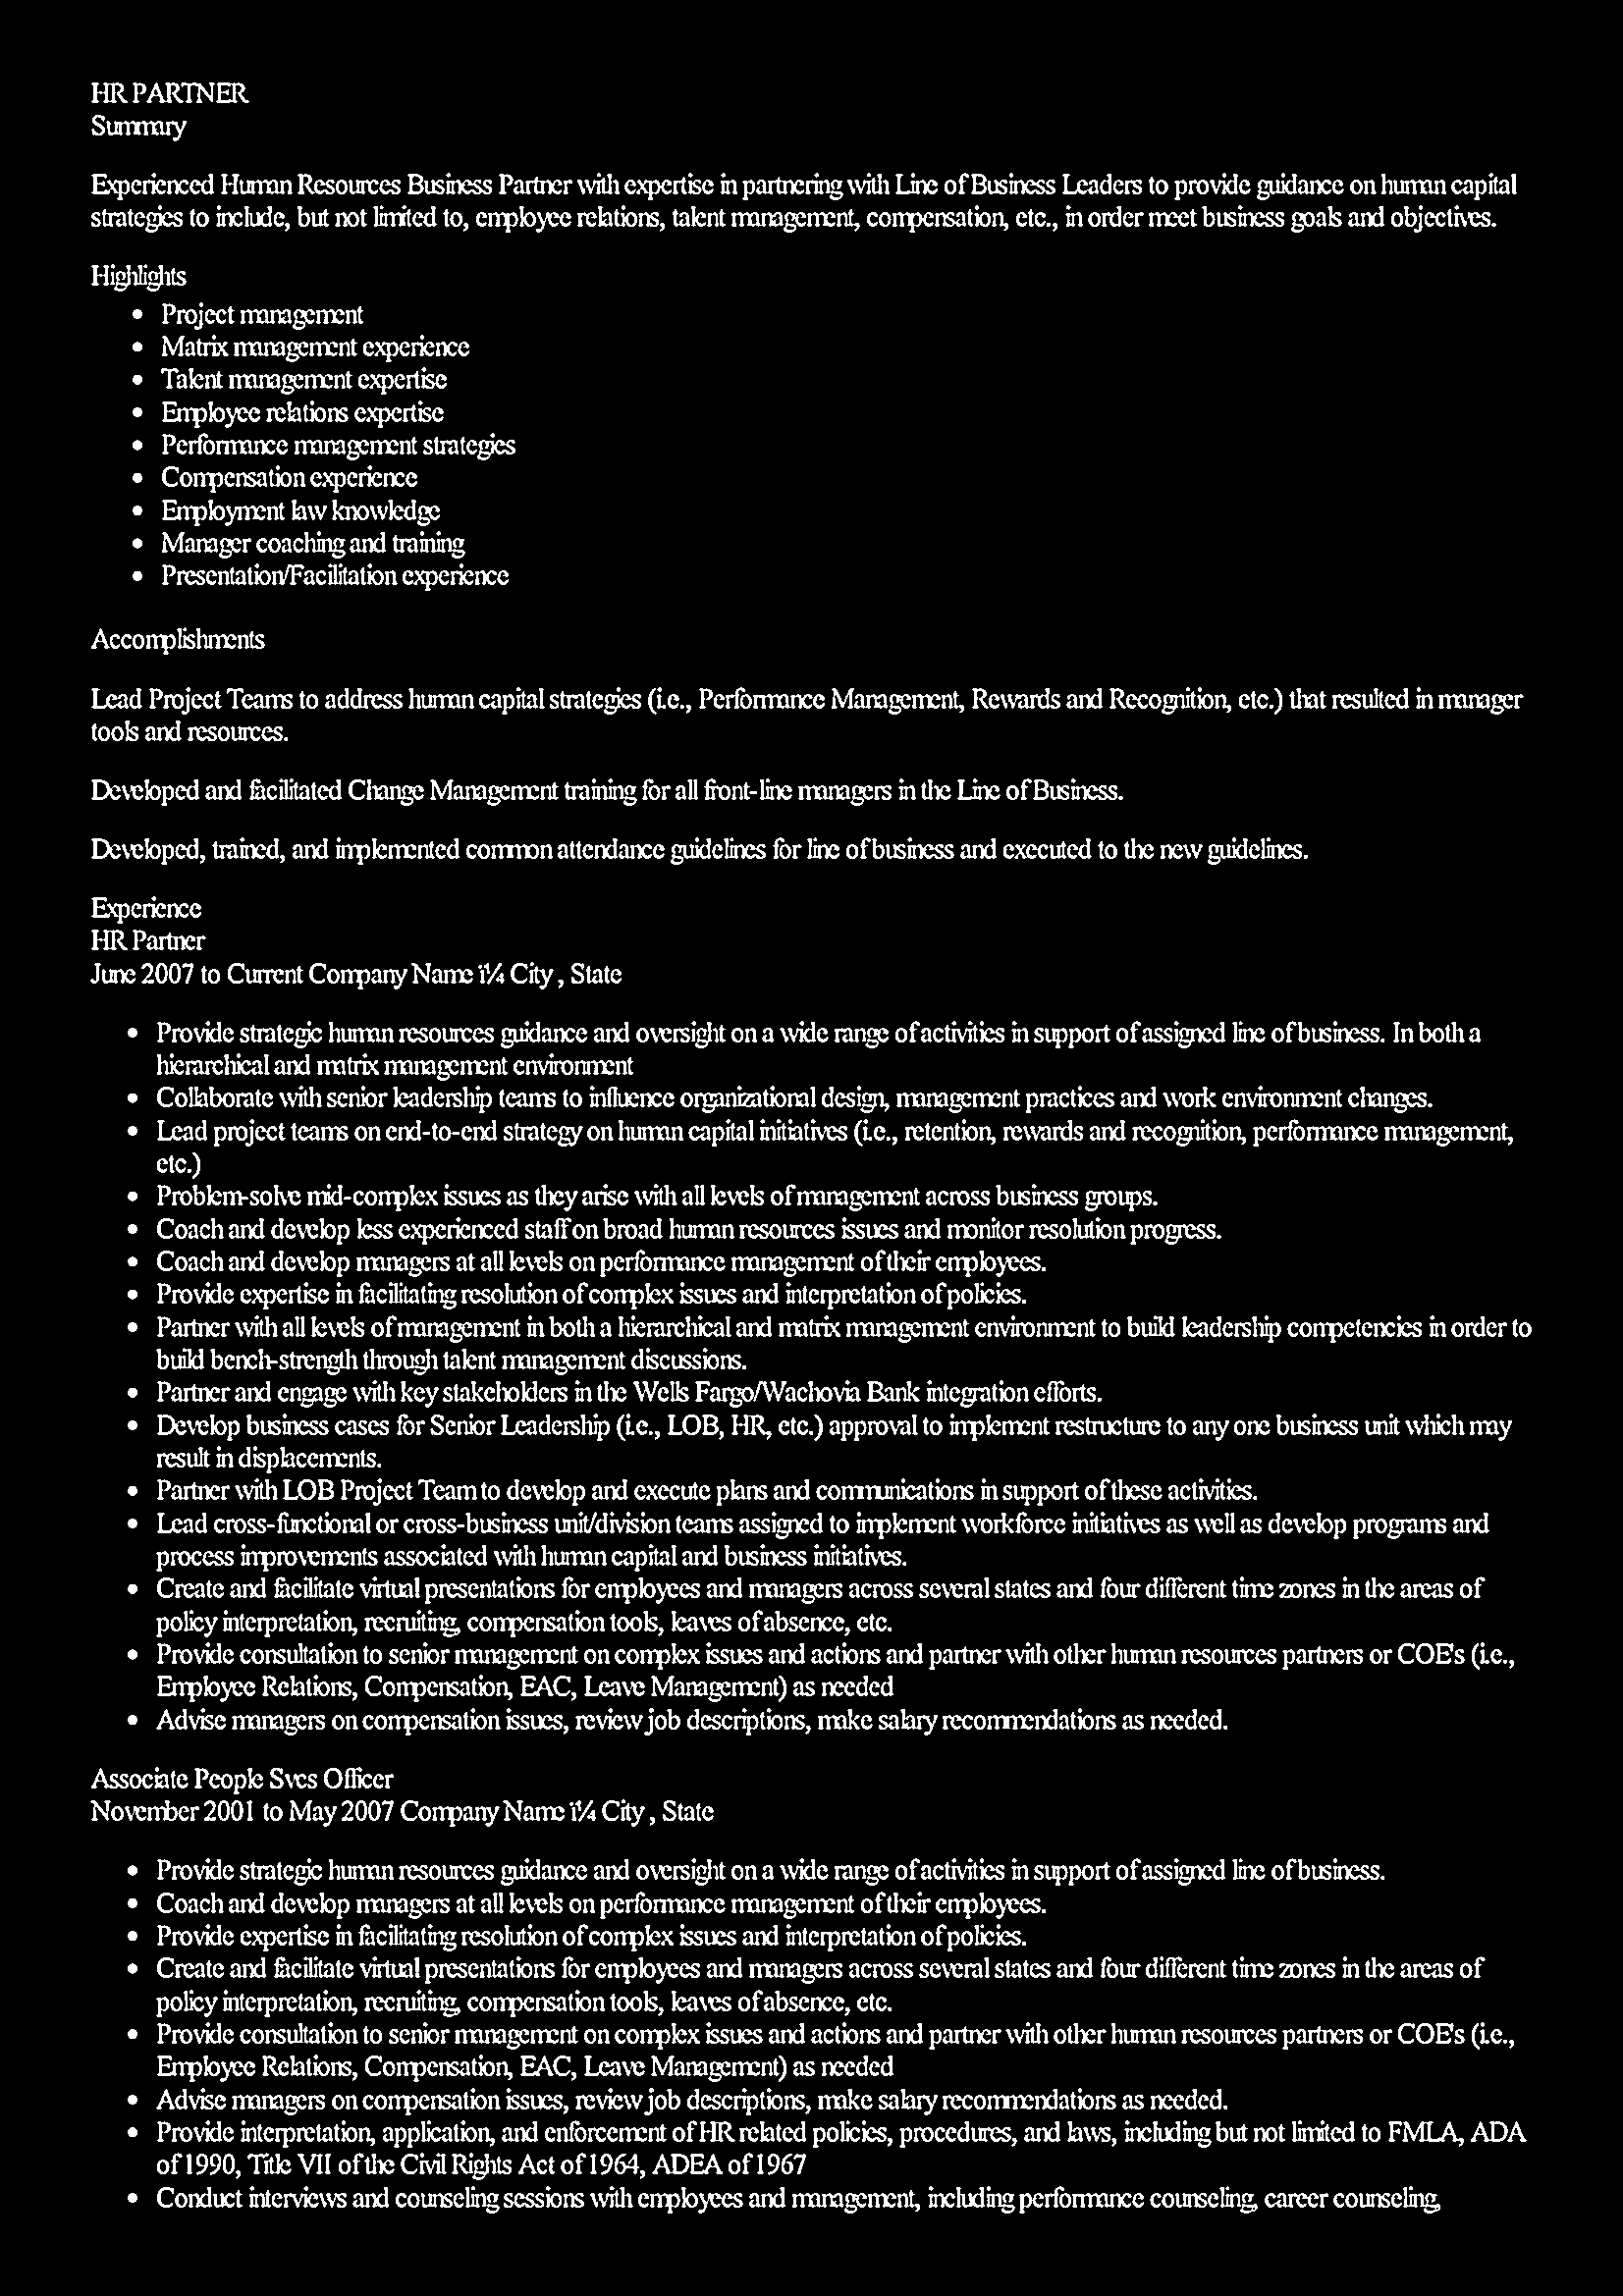 HR PARTNER
Summary
Experienced Human Resources Business Partner with expertise in partnering with Line of Business Leaders to provide guidance on human capital
strategies to include, but not limited to, employee relations, talent management, compensation, etc., in order meet business goals and objectives.
Highlights
• Project management
• Matrix management experience
• Talent management expertise
• Employee relations expertise
• Performance management strategies
• Compensation experience
• Employment law knowledge
• Manager coaching and training
• Presentation/Facilitation experience
Accomplishments
Lead Project Teams to address human capital strategies (i.e., Performance Management, Rewards and Recognition, etc.) that resulted in manager
tools and resources.
Developed and facilitated Change Management training for all front-line managers in the Line of Business.
Developed, trained, and implemented common attendance guidelines for line of business and executed to the new guidelines.
Experience
HR Partner
June 2007 to Current Company Name ï¼ City , State
• Provide strategic human resources guidance and oversight on a wide range of activities in support of assigned line of business. In both a
hierarchical and matrix management environment
• Collaborate with senior leadership teams to influence organizational design, management practices and work environment changes.
• Lead project teams on end-to-end strategy on human capital initiatives (i.e., retention, rewards and recognition, performance management,
etc.)
• Problem-solve mid-complex issues as they arise with all levels of management across business groups.
• Coach and develop less experienced staff on broad human resources issues and monitor resolution progress.
• Coach and develop managers at all levels on performance management of their employees.
• Provide expertise in facilitating resolution of complex issues and interpretation of policies.
• Partner with all levels of management in both a hierarchical and matrix management environment to build leadership competencies in order to
build bench-strength through talent management discussions.
• Partner and engage with key stakeholders in the Wells Fargo/Wachovia Bank integration efforts.
• Develop business cases for Senior Leadership (i.e., LOB, HR, etc.) approval to implement restructure to any one business unit which may
result in displacements.
• Partner with LOB Project Team to develop and execute plans and communications in support of these activities.
• Lead cross-functional or cross-business unit/division teams assigned to implement workforce initiatives as well as develop programs and
process improvements associated with human capital and business initiatives.
• Create and facilitate virtual presentations for employees and managers across several states and four different time zones in the areas of
policy interpretation, recruiting, compensation tools, leaves of absence, etc.
• Provide consultation to senior management on complex issues and actions and partner with other human resources partners or COE's (i.e.,
Employee Relations, Compensation, EAC, Leave Management) as needed
• Advise managers on compensation issues, review job descriptions, make salary recommendations as needed.
Associate People Svcs Officer
November 2001 to May 2007 Company Name ï¼ City , State
• Provide strategic human resources guidance and oversight on a wide range of activities in support of assigned line of business.
• Coach and develop managers at all levels on performance management of their employees.
• Provide expertise in facilitating resolution of complex issues and interpretation of policies.
• Create and facilitate virtual presentations for employees and managers across several states and four different time zones in the areas of
policy interpretation, recruiting, compensation tools, leaves of absence, etc.
• Provide consultation to senior management on complex issues and actions and partner with other human resources partners or COE's (i.e.,
Employee Relations, Compensation, EAC, Leave Management) as needed
• Advise managers on compensation issues, review job descriptions, make salary recommendations as needed.
• Provide interpretation, application, and enforcement of HR related policies, procedures, and laws, including but not limited to FMLA, ADA
of 1990, Title VII of the Civil Rights Act of 1964, ADEA of 1967
• Conduct interviews and counseling sessions with employees and management, including performance counseling, career counseling,